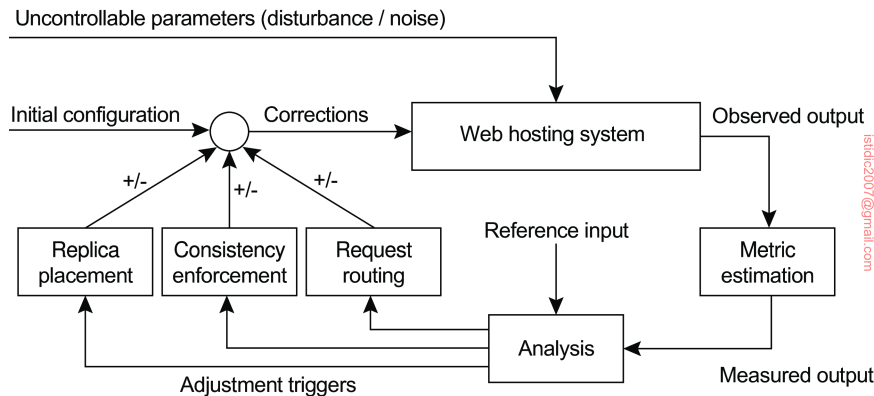 Uncontrollable parameters (disturbance / noise)
Initial configuration
Corrections
Web hosting system
Observed output
+/-
+/-
+/-
Replica
placement
Consistency
enforcement
Request
routing
Reference input
Metric
estimation
Analysis
Adjustment triggers
Measured output
istidic2007@gmail.com